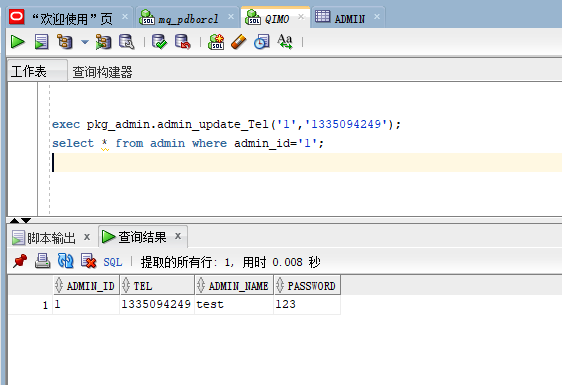 “欢迎使用”页 mq_pdborcl QIMO ADMIN
SQL
工作表 查询构建器
exec pkg_admin.admin_update_Tel('1','1335094249');
select * from admin where admin_id='1';
脚本输出 x 查询结果 x
SQL | 提取的所有行: 1, 用时 0.008 秒
ADMIN_ID TEL ADMIN_NAME PASSWORD
1 1 1335094249 test 123